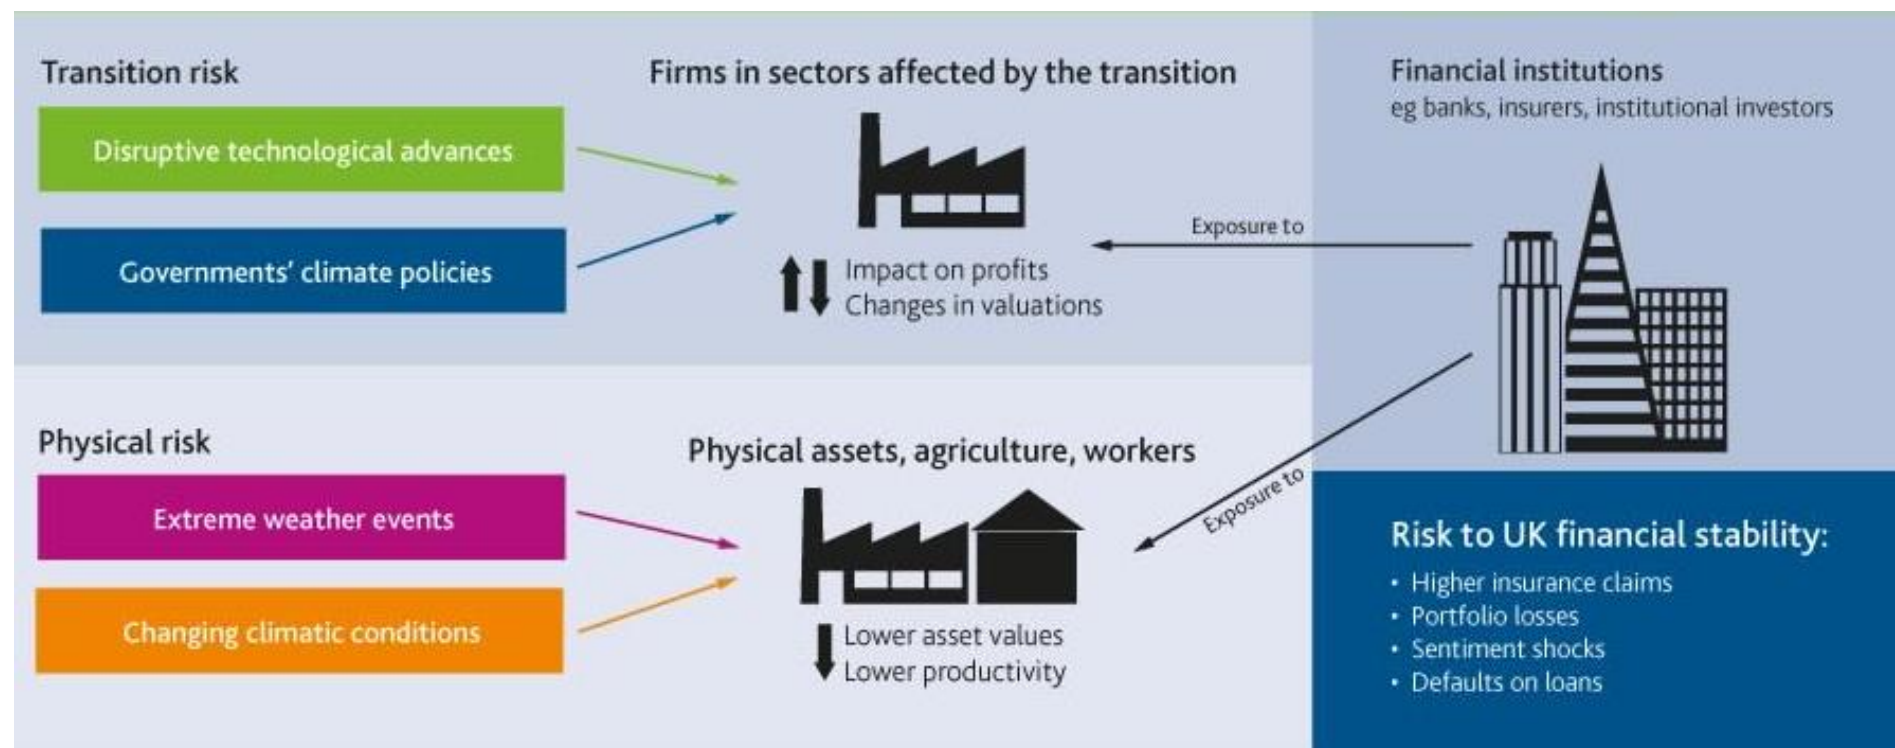 Transition risk
Disruptive technological advances
Governments’ climate policies
Firms in sectors affected by the transition
Impact on profits
Changes in valuations
Exposure to
Financial institutions
eg banks, insurers, institutional investors
Physical risk
Extreme weather events
Changing climatic conditions
Physical assets, agriculture, workers
Lower asset values
Lower productivity
Exposure to
Risk to UK financial stability:
• Higher insurance claims
• Portfolio losses
• Sentiment shocks
• Defaults on loans